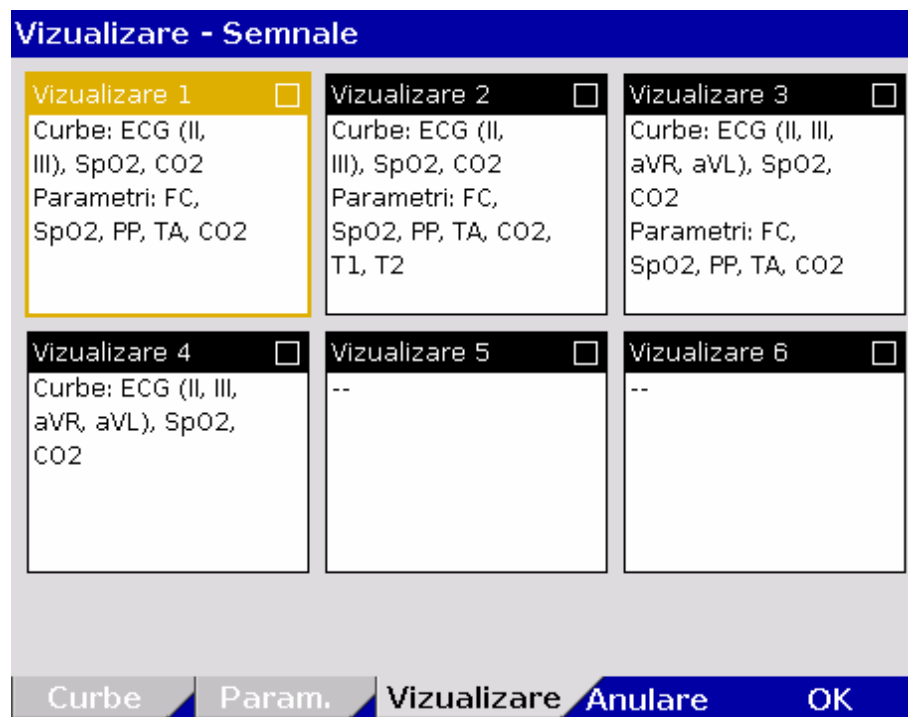 Vizualizare - Semnale
Vizualizare 1
Curbe: ECG (II,
III), SpO2, CO2
Parametri: FC,
SpO2, PP, TA, CO2
Vizualizare 2
Curbe: ECG (II,
III), SpO2, CO2
Parametri: FC,
SpO2, PP, TA, CO2,
T1, T2
Vizualizare 3
Curbe: ECG (II, III,
aVR, aVL), SpO2,
CO2
Parametri: FC,
SpO2, PP, TA, CO2
Vizualizare 4
Curbe: ECG (II, III,
aVR, aVL), SpO2,
CO2
Vizualizare 5
--
Vizualizare 6
--
Curbe Param. Vizualizare Anulare OK